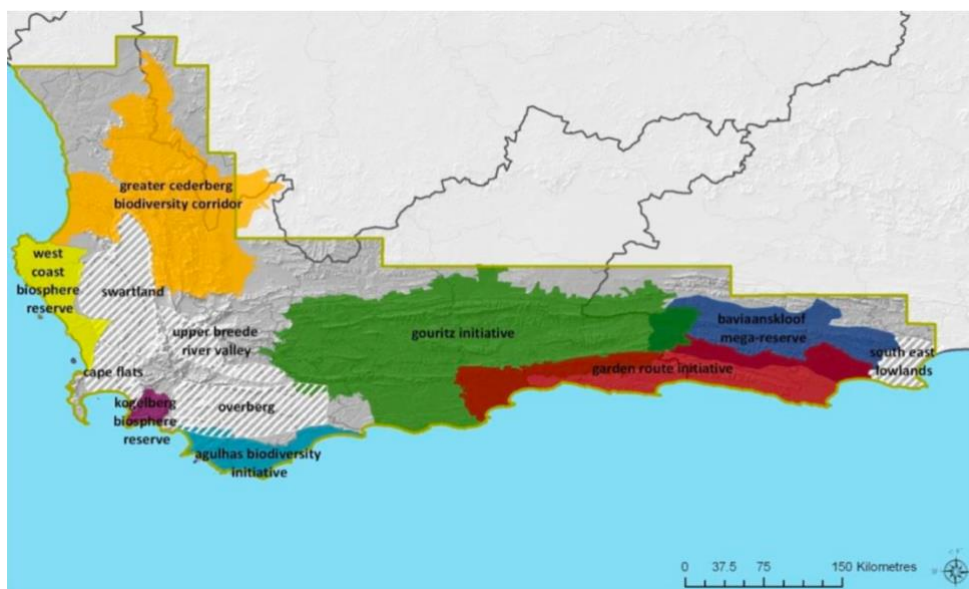 greater cederberg
biodiversity corridor
west
coast
biosphere
reserve
swartland
upper breede
river valley
gouritz initiative
baviaanskloof
mega-reserve
south east
lowlands
garden route initiative
cape flats
kogelberg
biosphere
reserve
overberg
agulhas biodiversity
initiative
0 37.5 75 150 Kilometres